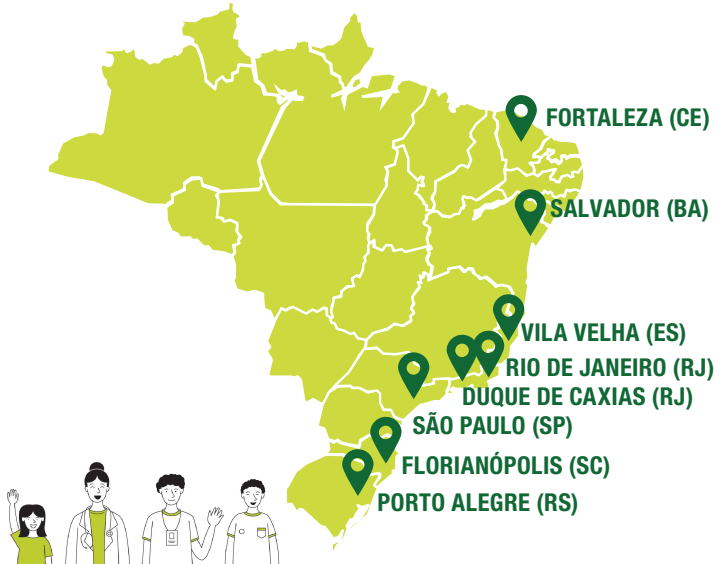 FORTALEZA (CE)
SALVADOR (BA)
VILA VELHA (ES)
RIO DE JANEIRO (RJ)
DUQUE DE CAXIAS (RJ)
SÃO PAULO (SP)
FLORIANÓPOLIS (SC)
PORTO ALEGRE (RS)